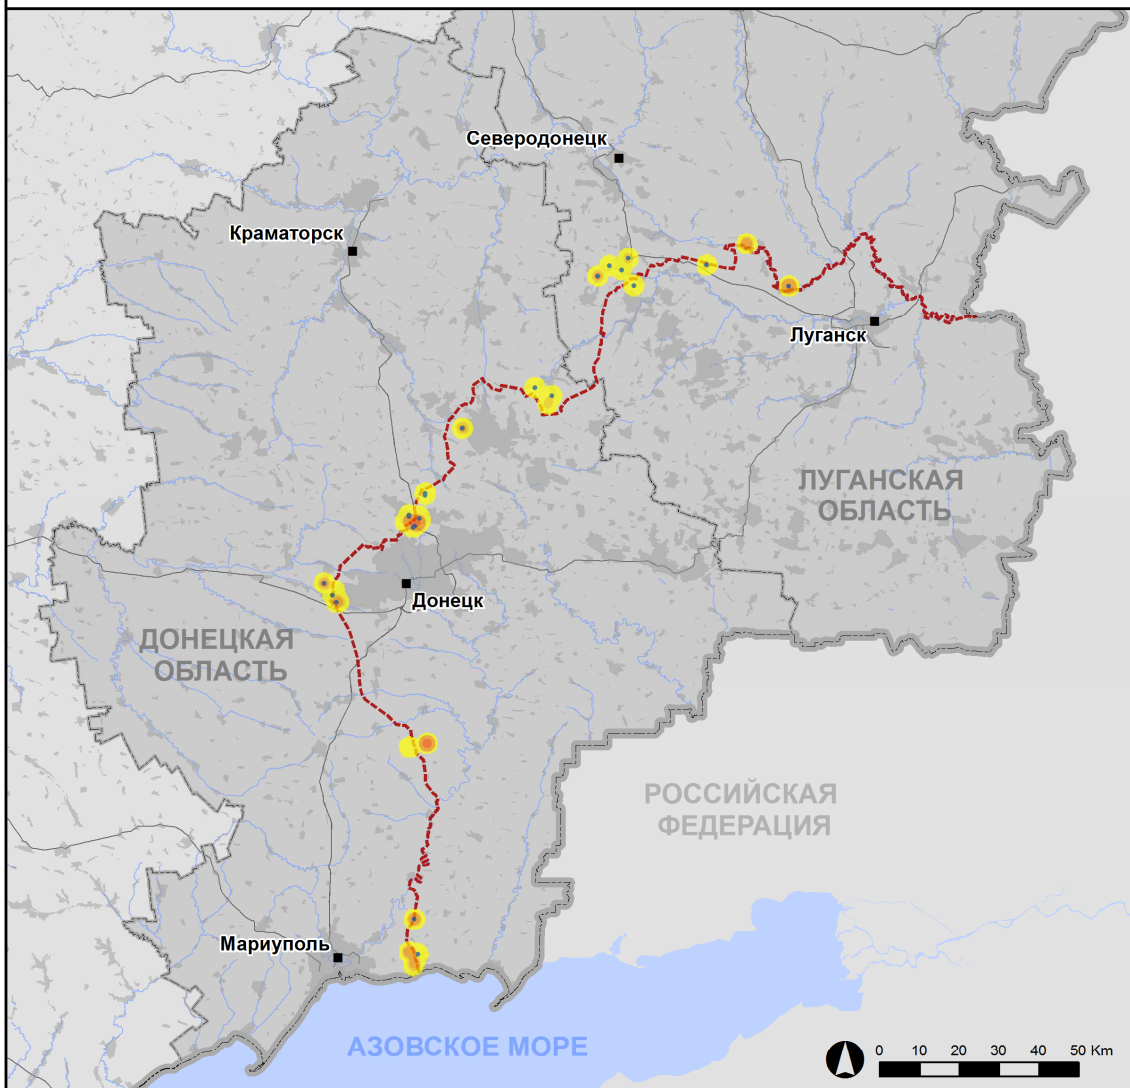 Северодонецк
Краматорск
Луганск
ЛУГАНСКАЯ
ОБЛАСТЬ
Донецк
ДОНЕЦКАЯ
ОБЛАСТЬ
РОССИЙСКАЯ
ФЕДЕРАЦИЯ
Мариуполь
АЗОВСКОЕ МОРЕ
0 10 20 30 40 50 Km